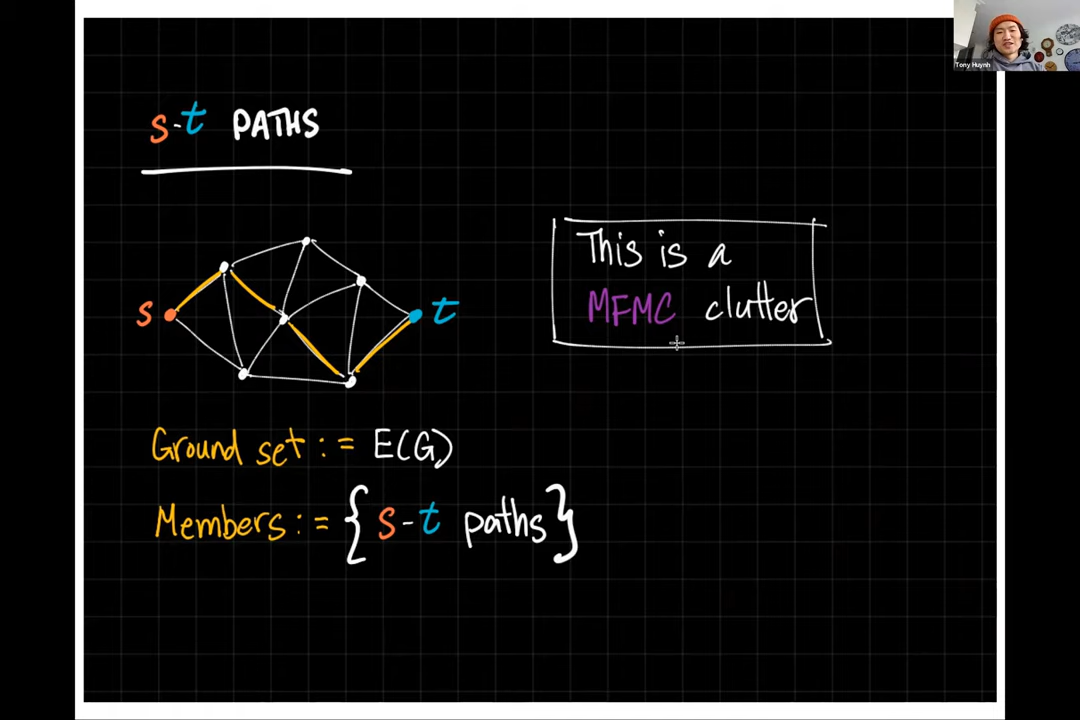 Tony Huynh
s-t PATHS
This is a
MFMC clutter
s
t
Ground set := E(G)
Members := { s-t paths }